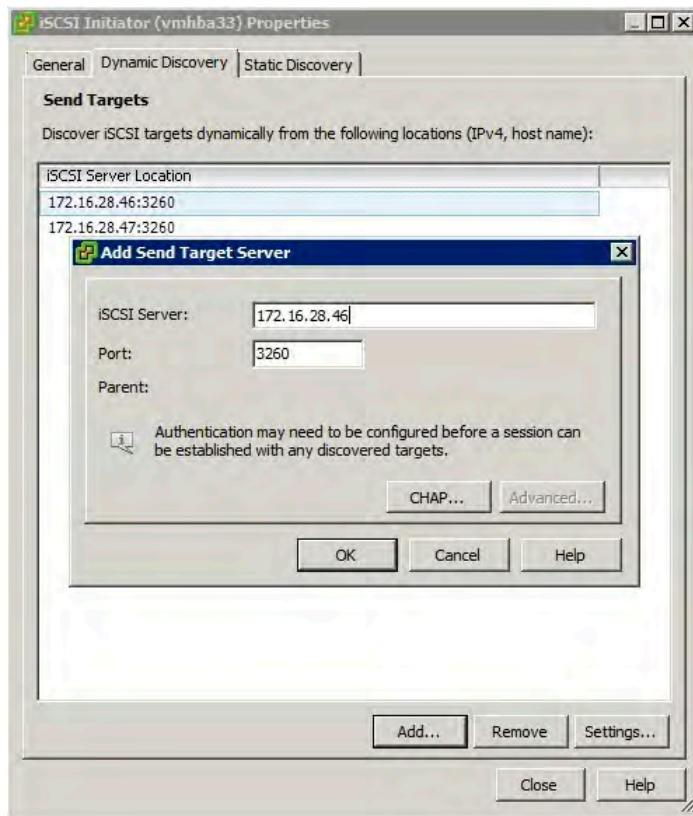 iSCSI Initiator (vmhba33) Properties
General Dynamic Discovery Static Discovery
Send Targets
Discover iSCSI targets dynamically from the following locations (IPv4, host name):
iSCSI Server Location
172.16.28.46:3260
172.16.28.47:3260
Add Send Target Server
iSCSI Server: 172.16.28.46
Port: 3260
Parent:
Authentication may need to be configured before a session can
be established with any discovered targets.
CHAP... Advanced...
OK Cancel Help
Add... Remove Settings...
Close Help